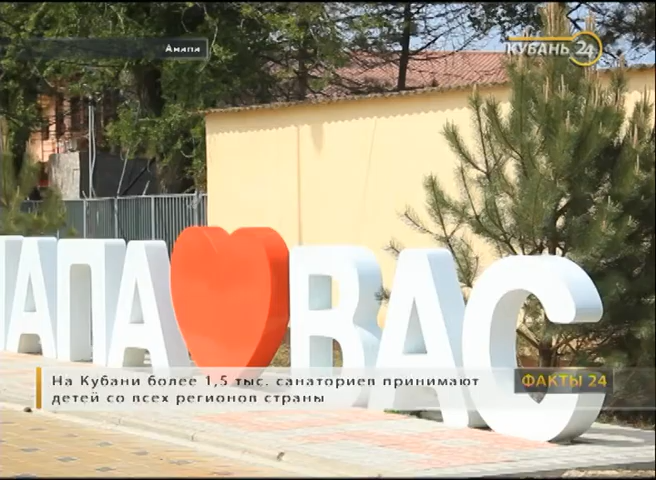 Анапа
КУБАНЬ 24
АПА ВАС
На Кубани более 1,5 тыс. санаториев принимают
детей со всех регионов страны
ФАКТЫ 24